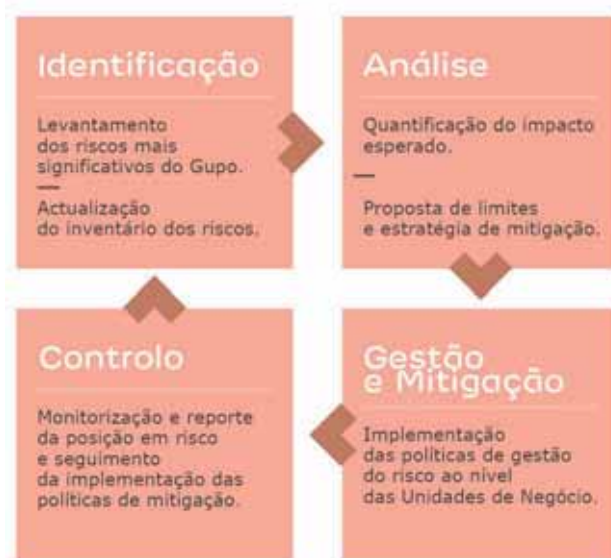 Identificação
Levantamento
dos riscos mais
significativos do Gupo.
Actualização
do inventário dos riscos.
Análise
Quantificação do impacto
esperado.
Proposta de limites
e estratégia de mitigação.
Controlo
Monitorização e reporte
da posição em risco
e seguimento
da implementação das
políticas de mitigação.
Gestão
e Mitigação
Implementação
das políticas de gestão
do risco ao nível
das Unidades de Negócio.